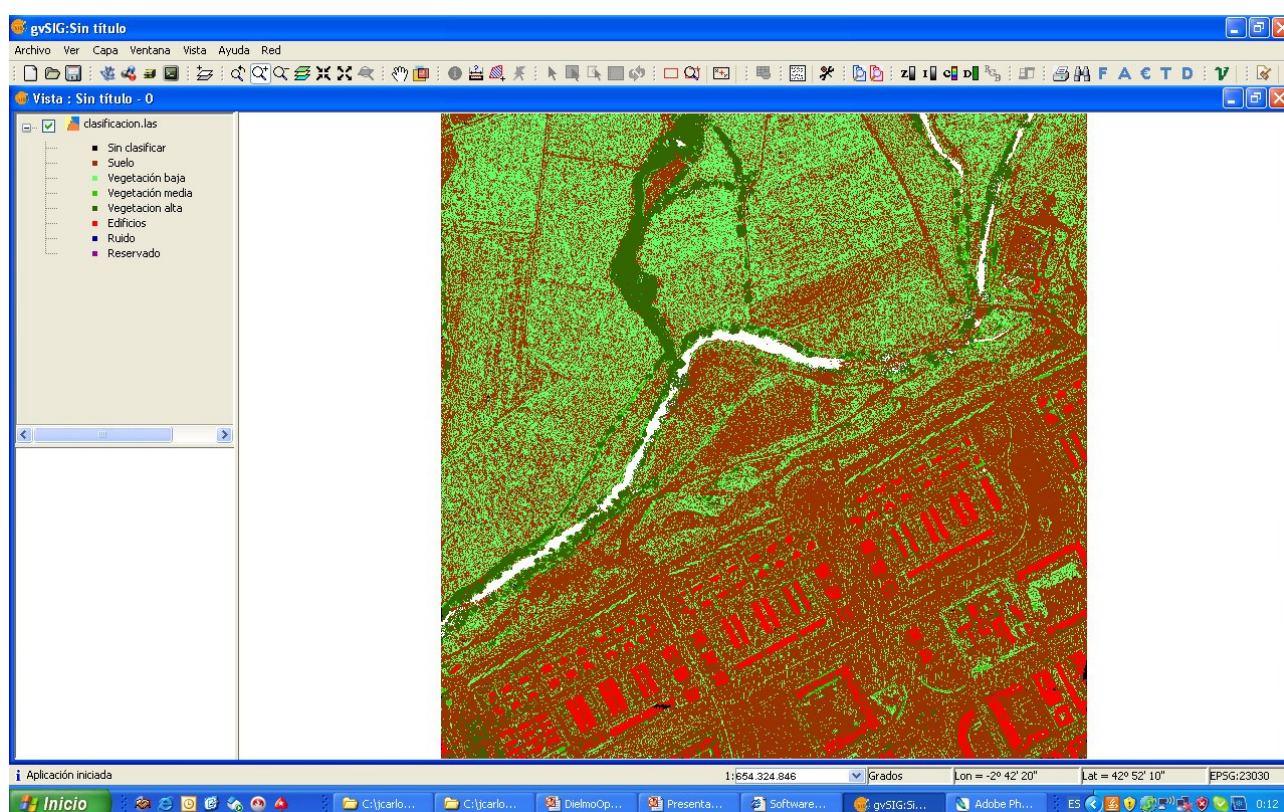 gvSIG:Sin título
Archivo Ver Capa Ventana Vista Ayuda Red
F A € T D
Vista : Sin título - 0
clasificacion.las
Sin clasificar
Suelo
Vegetación baja
Vegetación media
Vegetacion alta
Edificios
Ruido
Reservado
Aplicación iniciada
1:654.324.846
Grados
Lon = -2º 42' 20"
Lat = 42º 52' 10"
EPSG:23030
Inicio
C:\jcarlo...
C:\jcarlo...
DielmoOp...
Presenta...
Software...
gvSIG:Si...
Adobe Ph...
ES
0:12